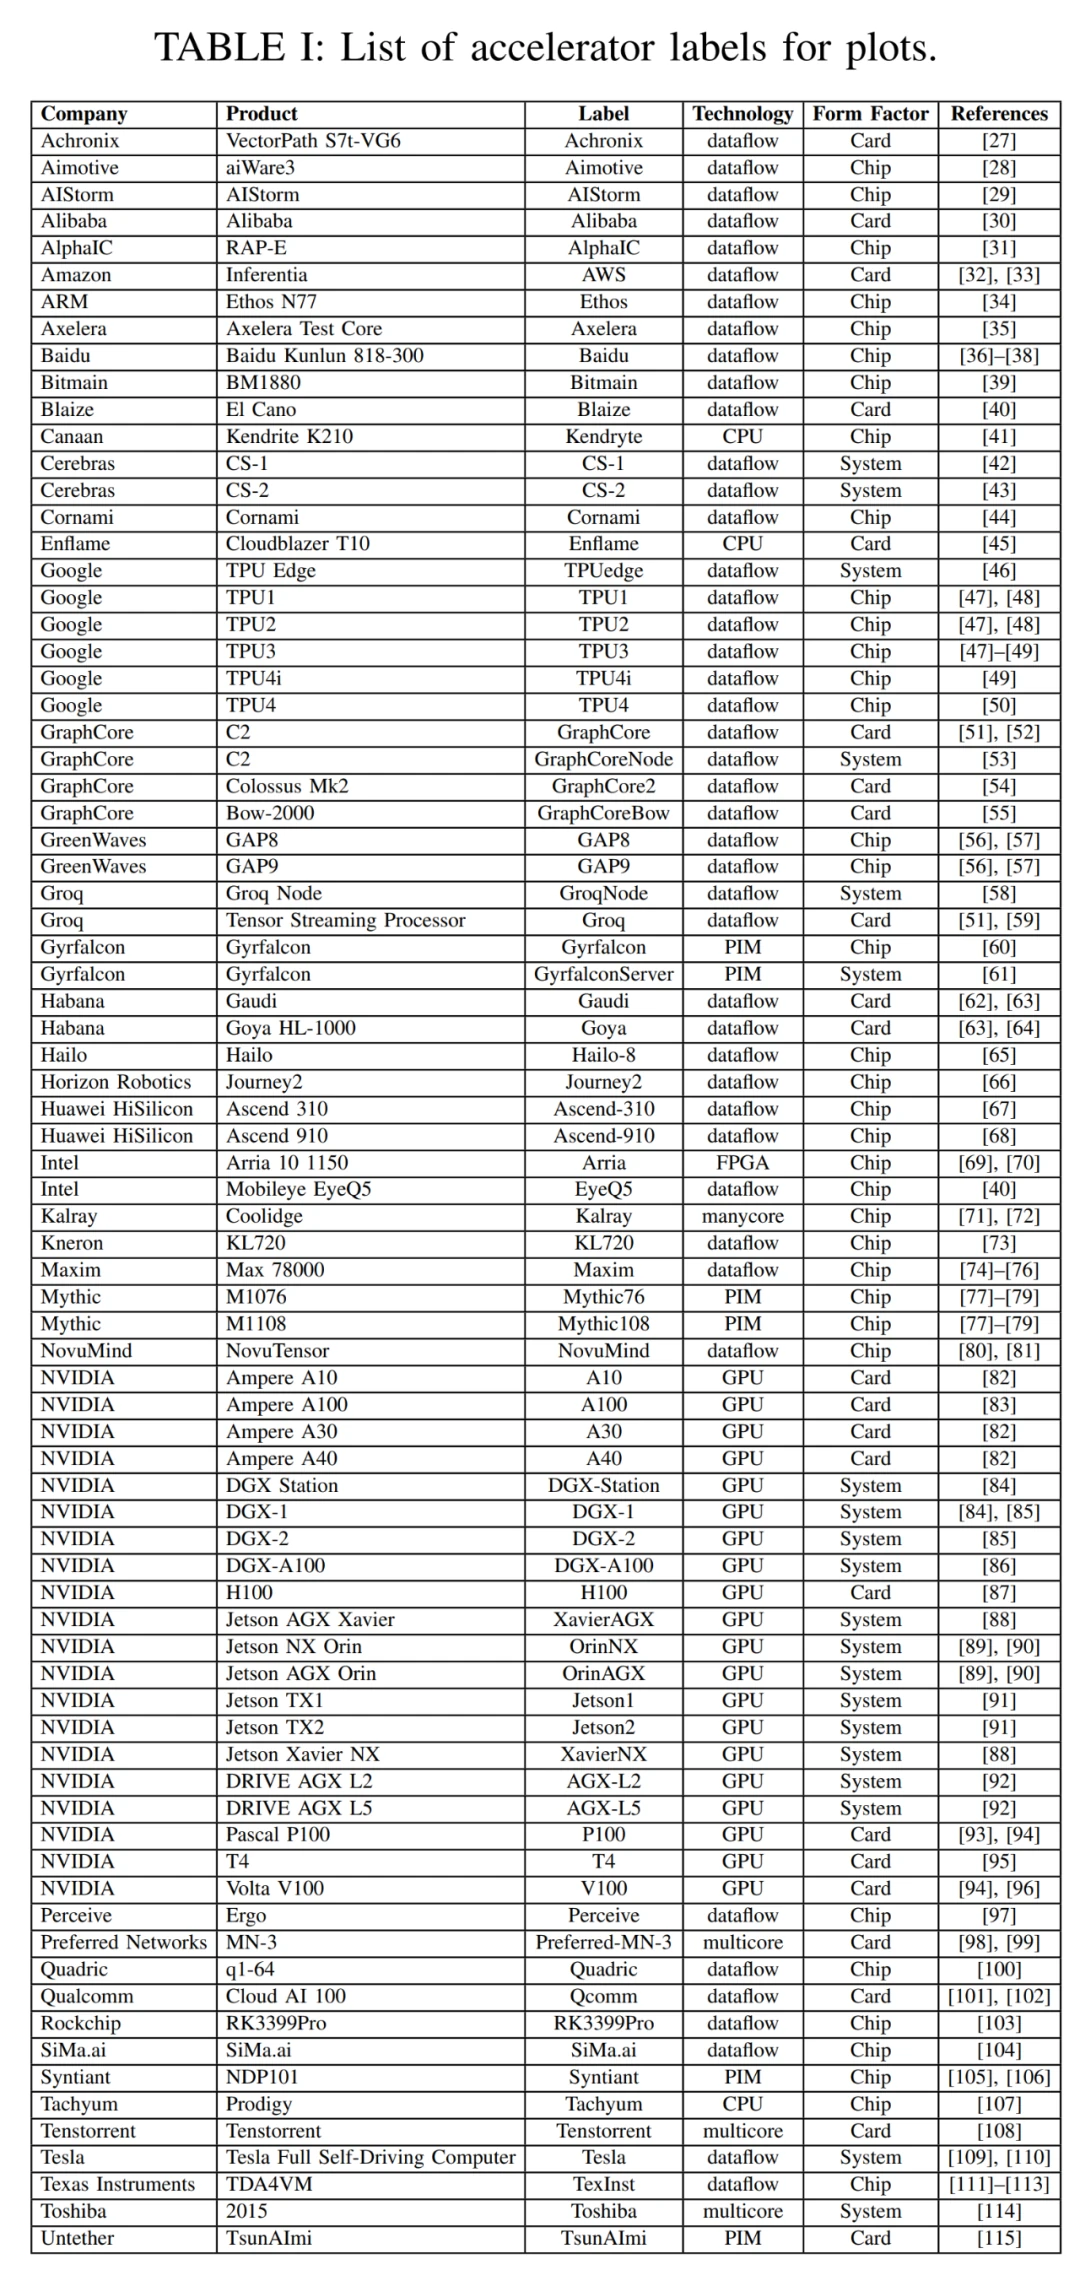 TABLE I: List of accelerator labels for plots.
Company Product Label Technology Form Factor References
Achronix VectorPath S7t-VG6 Achronix dataflow Card [27]
Aimotive aiWare3 Aimotive dataflow Chip [28]
AIStorm AIStorm AIStorm dataflow Chip [29]
Alibaba Alibaba Alibaba dataflow Card [30]
AlphaIC RAP-E AlphaIC dataflow Chip [31]
Amazon Inferentia AWS dataflow Card [32], [33]
ARM Ethos N77 Ethos dataflow Chip [34]
Axelera Axelera Test Core Axelera dataflow Chip [35]
Baidu Baidu Kunlun 818-300 Baidu dataflow Chip [36]–[38]
Bitmain BM1880 Bitmain dataflow Chip [39]
Blaize El Cano Blaize dataflow Card [40]
Canaan Kendrite K210 Kendryte CPU Chip [41]
Cerebras CS-1 CS-1 dataflow System [42]
Cerebras CS-2 CS-2 dataflow System [43]
Cornami Cornami Cornami dataflow Chip [44]
Enflame Cloudblazer T10 Enflame CPU Card [45]
Google TPU Edge TPUedge dataflow System [46]
Google TPU1 TPU1 dataflow Chip [47], [48]
Google TPU2 TPU2 dataflow Chip [47], [48]
Google TPU3 TPU3 dataflow Chip [47]–[49]
Google TPU4i TPU4i dataflow Chip [49]
Google TPU4 TPU4 dataflow Chip [50]
GraphCore C2 GraphCore dataflow Card [51], [52]
GraphCore C2 GraphCoreNode dataflow System [53]
GraphCore Colossus Mk2 GraphCore2 dataflow Card [54]
GraphCore Bow-2000 GraphCoreBow dataflow Card [55]
GreenWaves GAP8 GAP8 dataflow Chip [56], [57]
GreenWaves GAP9 GAP9 dataflow Chip [56], [57]
Groq Groq Node GroqNode dataflow System [58]
Groq Tensor Streaming Processor Groq dataflow Card [51], [59]
Gyrfalcon Gyrfalcon Gyrfalcon PIM Chip [60]
Gyrfalcon Gyrfalcon GyrfalconServer PIM System [61]
Habana Gaudi Gaudi dataflow Card [62], [63]
Habana Goya HL-1000 Goya dataflow Card [63], [64]
Hailo Hailo Hailo-8 dataflow Chip [65]
Horizon Robotics Journey2 Journey2 dataflow Chip [66]
Huawei HiSilicon Ascend 310 Ascend-310 dataflow Chip [67]
Huawei HiSilicon Ascend 910 Ascend-910 dataflow Chip [68]
Intel Arria 10 1150 Arria FPGA Chip [69], [70]
Intel Mobileye EyeQ5 EyeQ5 dataflow Chip [40]
Kalray Coolidge Kalray manycore Chip [71], [72]
Kneron KL720 KL720 dataflow Chip [73]
Maxim Max 78000 Maxim dataflow Chip [74]–[76]
Mythic M1076 Mythic76 PIM Chip [77]–[79]
Mythic M1108 Mythic108 PIM Chip [77]–[79]
NovuMind NovuTensor NovuMind dataflow Chip [80], [81]
NVIDIA Ampere A10 A10 GPU Card [82]
NVIDIA Ampere A100 A100 GPU Card [83]
NVIDIA Ampere A30 A30 GPU Card [82]
NVIDIA Ampere A40 A40 GPU Card [82]
NVIDIA DGX Station DGX-Station GPU System [84]
NVIDIA DGX-1 DGX-1 GPU System [84], [85]
NVIDIA DGX-2 DGX-2 GPU System [85]
NVIDIA DGX-A100 DGX-A100 GPU System [86]
NVIDIA H100 H100 GPU Card [87]
NVIDIA Jetson AGX Xavier XavierAGX GPU System [88]
NVIDIA Jetson NX Orin OrinNX GPU System [89], [90]
NVIDIA Jetson AGX Orin OrinAGX GPU System [89], [90]
NVIDIA Jetson TX1 Jetson1 GPU System [91]
NVIDIA Jetson TX2 Jetson2 GPU System [91]
NVIDIA Jetson Xavier NX XavierNX GPU System [88]
NVIDIA DRIVE AGX L2 AGX-L2 GPU System [92]
NVIDIA DRIVE AGX L5 AGX-L5 GPU System [92]
NVIDIA Pascal P100 P100 GPU Card [93], [94]
NVIDIA T4 T4 GPU Card [95]
NVIDIA Volta V100 V100 GPU Card [94], [96]
Perceive Ergo Perceive dataflow Chip [97]
Preferred Networks MN-3 Preferred-MN-3 multicore Card [98], [99]
Quadric q1-64 Quadric dataflow Chip [100]
Qualcomm Cloud AI 100 Qcomm dataflow Card [101], [102]
Rockchip RK3399Pro RK3399Pro dataflow Chip [103]
SiMa.ai SiMa.ai SiMa.ai dataflow Chip [104]
Syntiant NDP101 Syntiant PIM Chip [105], [106]
Tachyum Prodigy Tachyum CPU Chip [107]
Tenstorrent Tenstorrent Tenstorrent multicore Card [108]
Tesla Tesla Full Self-Driving Computer Tesla dataflow System [109], [110]
Texas Instruments TDA4VM TexInst dataflow Chip [111]–[113]
Toshiba 2015 Toshiba multicore System [114]
Untether TsunAImi TsunAImi PIM Card [115]